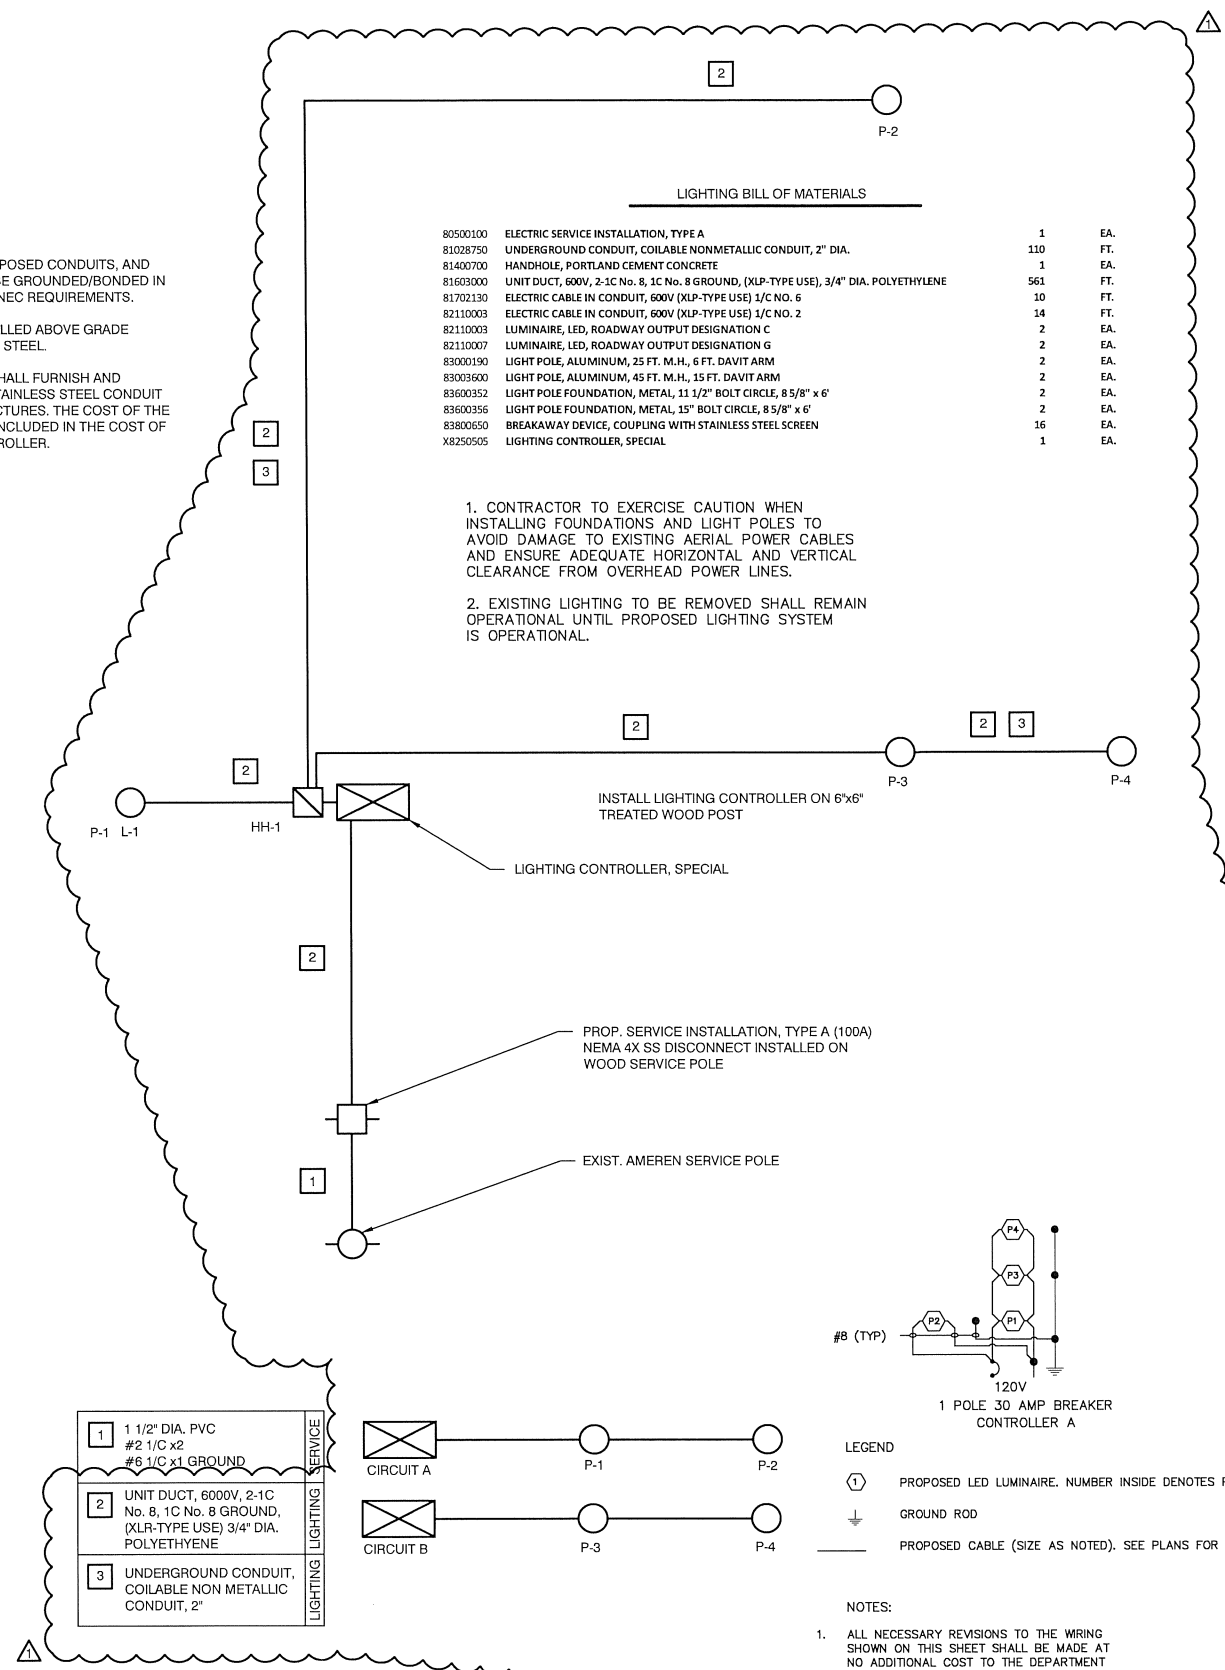 1
2
P-2
LIGHTING BILL OF MATERIALS
80500100 ELECTRIC SERVICE INSTALLATION, TYPE A 1 EA.
81028750 UNDERGROUND CONDUIT, COILABLE NONMETALLIC CONDUIT, 2" DIA. 110 FT.
81400700 HANDHOLE, PORTLAND CEMENT CONCRETE 1 EA.
81603000 UNIT DUCT, 600V, 2-1C No. 8, 1C No. 8 GROUND, (XLP-TYPE USE), 3/4" DIA. POLYETHYLENE 561 FT.
81702130 ELECTRIC CABLE IN CONDUIT, 600V (XLP-TYPE USE) 1/C NO. 6 10 FT.
82110003 ELECTRIC CABLE IN CONDUIT, 600V (XLP-TYPE USE) 1/C NO. 2 14 FT.
82110003 LUMINAIRE, LED, ROADWAY OUTPUT DESIGNATION C 2 EA.
82110007 LUMINAIRE, LED, ROADWAY OUTPUT DESIGNATION G 2 EA.
83000190 LIGHT POLE, ALUMINUM, 25 FT. M.H., 6 FT. DAVIT ARM 2 EA.
83003600 LIGHT POLE, ALUMINUM, 45 FT. M.H., 15 FT. DAVIT ARM 2 EA.
83600352 LIGHT POLE FOUNDATION, METAL, 11 1/2" BOLT CIRCLE, 8 5/8" x 6' 2 EA.
83600356 LIGHT POLE FOUNDATION, METAL, 15" BOLT CIRCLE, 8 5/8" x 6' 2 EA.
83800650 BREAKAWAY DEVICE, COUPLING WITH STAINLESS STEEL SCREEN 16 EA.
X8250505 LIGHTING CONTROLLER, SPECIAL 1 EA.
POSED CONDUITS, AND
E GROUNDED/BONDED IN
NEC REQUIREMENTS.
LLED ABOVE GRADE
STEEL.
HALL FURNISH AND
TAINLESS STEEL CONDUIT
CTURES. THE COST OF THE
NCLUDED IN THE COST OF
ROLLER.
2
3
1. CONTRACTOR TO EXERCISE CAUTION WHEN
INSTALLING FOUNDATIONS AND LIGHT POLES TO
AVOID DAMAGE TO EXISTING AERIAL POWER CABLES
AND ENSURE ADEQUATE HORIZONTAL AND VERTICAL
CLEARANCE FROM OVERHEAD POWER LINES.
2. EXISTING LIGHTING TO BE REMOVED SHALL REMAIN
OPERATIONAL UNTIL PROPOSED LIGHTING SYSTEM
IS OPERATIONAL.
2
2 3
P-3
P-4
2
P-1 L-1
HH-1
INSTALL LIGHTING CONTROLLER ON 6"x6"
TREATED WOOD POST
LIGHTING CONTROLLER, SPECIAL
2
PROP. SERVICE INSTALLATION, TYPE A (100A)
NEMA 4X SS DISCONNECT INSTALLED ON
WOOD SERVICE POLE
1
EXIST. AMEREN SERVICE POLE
P4
P3
P2
P1
#8 (TYP)
120V
1 POLE 30 AMP BREAKER
CONTROLLER A
1
1 1/2" DIA. PVC
#2 1/C x2
#6 1/C x1 GROUND
SERVICE
2
UNIT DUCT, 6000V, 2-1C
No. 8, 1C No. 8 GROUND,
(XLR-TYPE USE) 3/4" DIA.
POLYETHYENE
LIGHTING
3
UNDERGROUND CONDUIT,
COILABLE NON METALLIC
CONDUIT, 2"
LIGHTING
CIRCUIT A
P-1
P-2
CIRCUIT B
P-3
P-4
LEGEND
1 PROPOSED LED LUMINAIRE. NUMBER INSIDE DENOTES
GROUND ROD
PROPOSED CABLE (SIZE AS NOTED). SEE PLANS FOR
NOTES:
1. ALL NECESSARY REVISIONS TO THE WIRING
SHOWN ON THIS SHEET SHALL BE MADE AT
NO ADDITIONAL COST TO THE DEPARTMENT
1